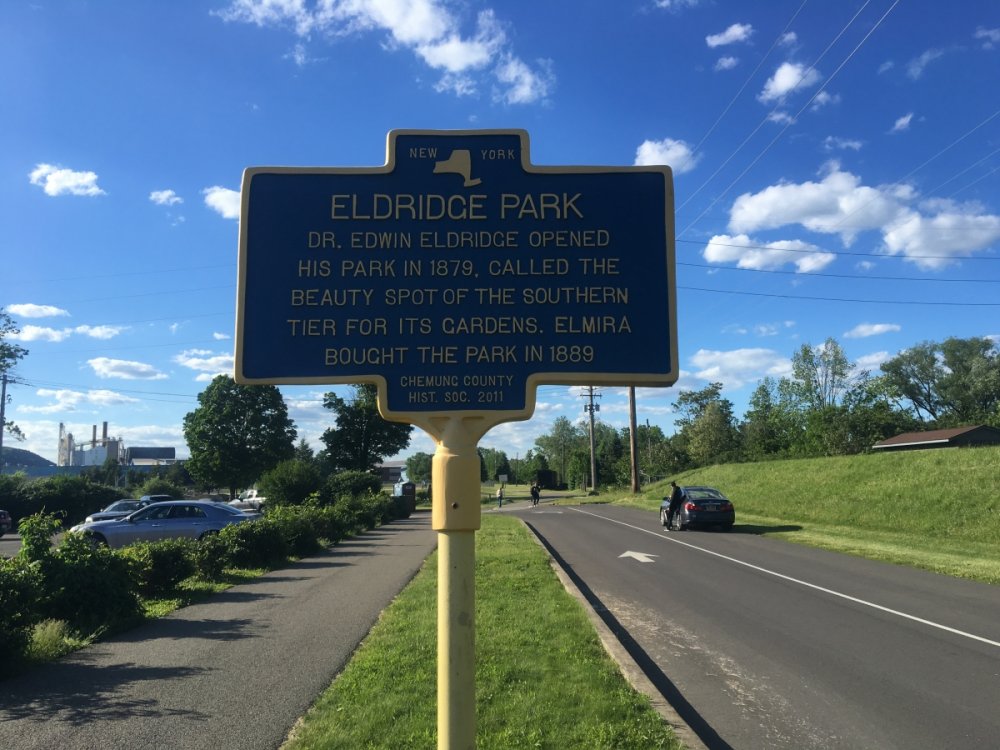 NEW YORK
ELDRIDGE PARK
DR. EDWIN ELDRIDGE OPENED
HIS PARK IN 1879, CALLED THE
BEAUTY SPOT OF THE SOUTHERN
TIER FOR ITS GARDENS. ELMIRA
BOUGHT THE PARK IN 1889
CHEMUNG COUNTY
HIST. SOC. 2011